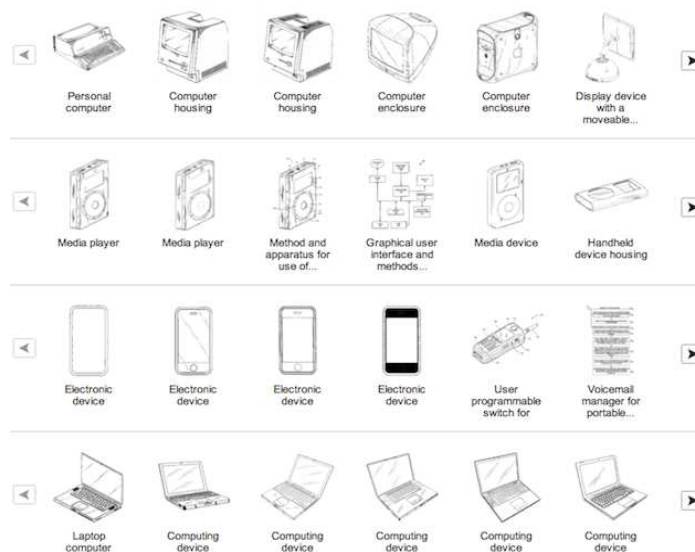 Personal computer
Computer housing
Computer housing
Computer enclosure
Computer enclosure
Display device with a moveable...
Media player
Media player
Method and apparatus for use of...
Graphical user interface and methods...
Media device
Handheld device housing
Electronic device
Electronic device
Electronic device
Electronic device
User programmable switch for
Voicemail manager for portable...
Laptop computer
Computing device
Computing device
Computing device
Computing device
Computing device